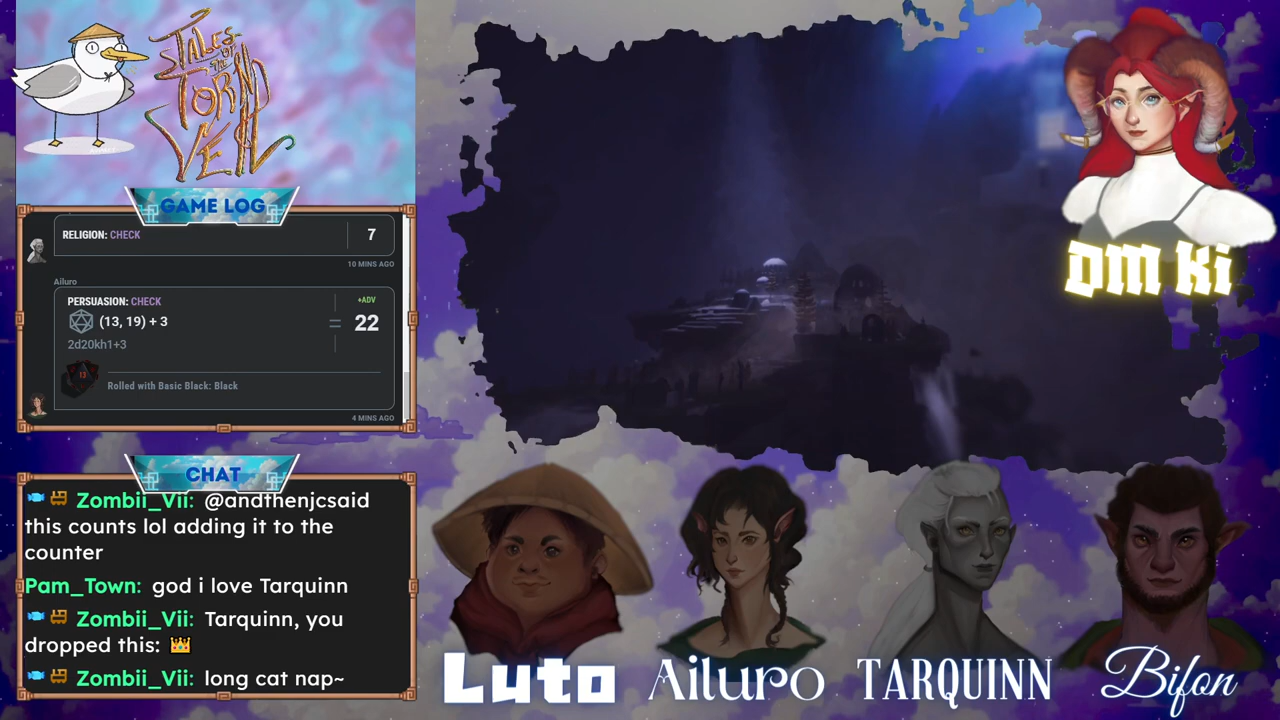 TALES
OF
THE
TORN
VEIL
GAME LOG
RELIGION: CHECK
7
10 MINS AGO
Ailuro
PERSUASION: CHECK
+ADV
(13, 19) + 3
=
22
2d20kh1+3
13
Rolled with Basic Black: Black
4 MINS AGO
CHAT
Zombii_Vii: @andthenjcsaid
this counts lol adding it to the
counter
Pam_Town: god i love Tarquinn
Zombii_Vii: Tarquinn, you
dropped this: 👑
Zombii_Vii: long cat nap~
DM Ki
Luto
Ailuro
TARQUINN
Bifon